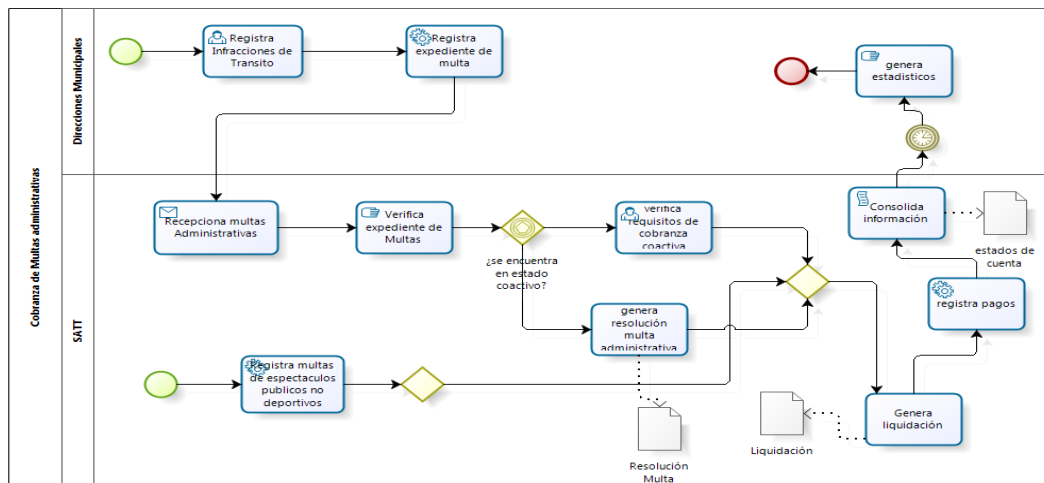 Cobranza de Multas administrativas
Direcciones Municipales
Registra
Infracciones de
Transito
Registra
expediente de
multa
genera
estadisticos
SATT
Recepciona multas
Administrativas
Verifica
expediente de
Multas
¿se encuentra
en estado
coactivo?
verifica
requisitos de
cobranza
coactiva
Consolida
información
estados de
cuenta
genera
resolución
multa
administrativa
registra pagos
Registra multas
de espectaculos
publicos no
deportivos
Resolución
Multa
Liquidación
Genera
liquidación